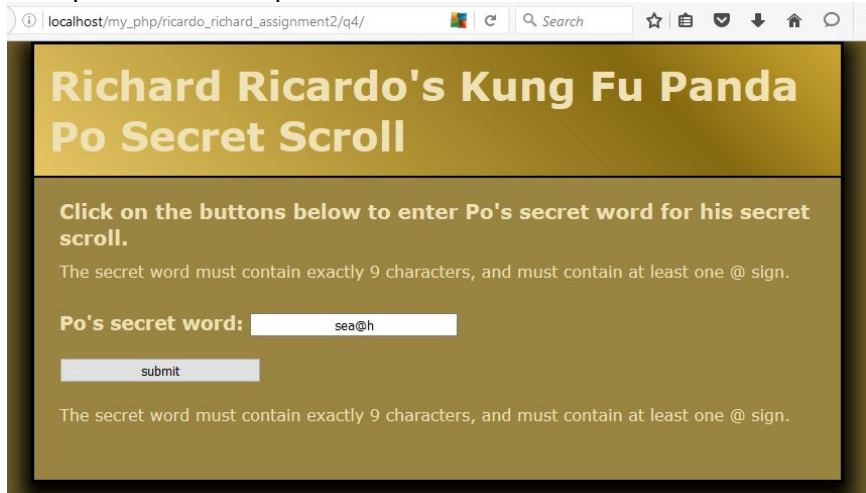 localhost/my_php/ricardo_richard_assignment2/q4/
Search
Richard Ricardo's Kung Fu Panda
Po Secret Scroll
Click on the buttons below to enter Po's secret word for his secret
scroll.
The secret word must contain exactly 9 characters, and must contain at least one @ sign.
Po's secret word: sea@h
submit
The secret word must contain exactly 9 characters, and must contain at least one @ sign.